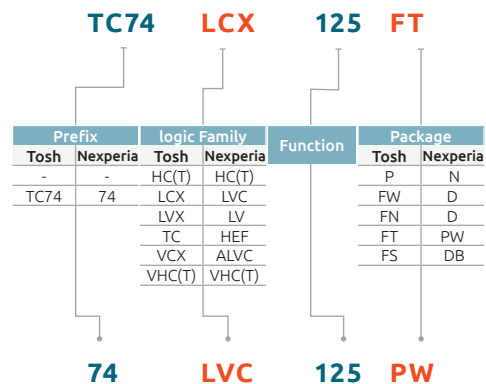 TC74 LCX 125 FT
Prefix logic Family Function Package
Tosh Nexperia Tosh Nexperia Tosh Nexperia
- - HC(T) HC(T) P N
TC74 74 LCX LVC FW D
LVX LV FN D
TC HEF FT PW
VCX ALVC FS DB
VHC(T) VHC(T)
74 LVC 125 PW